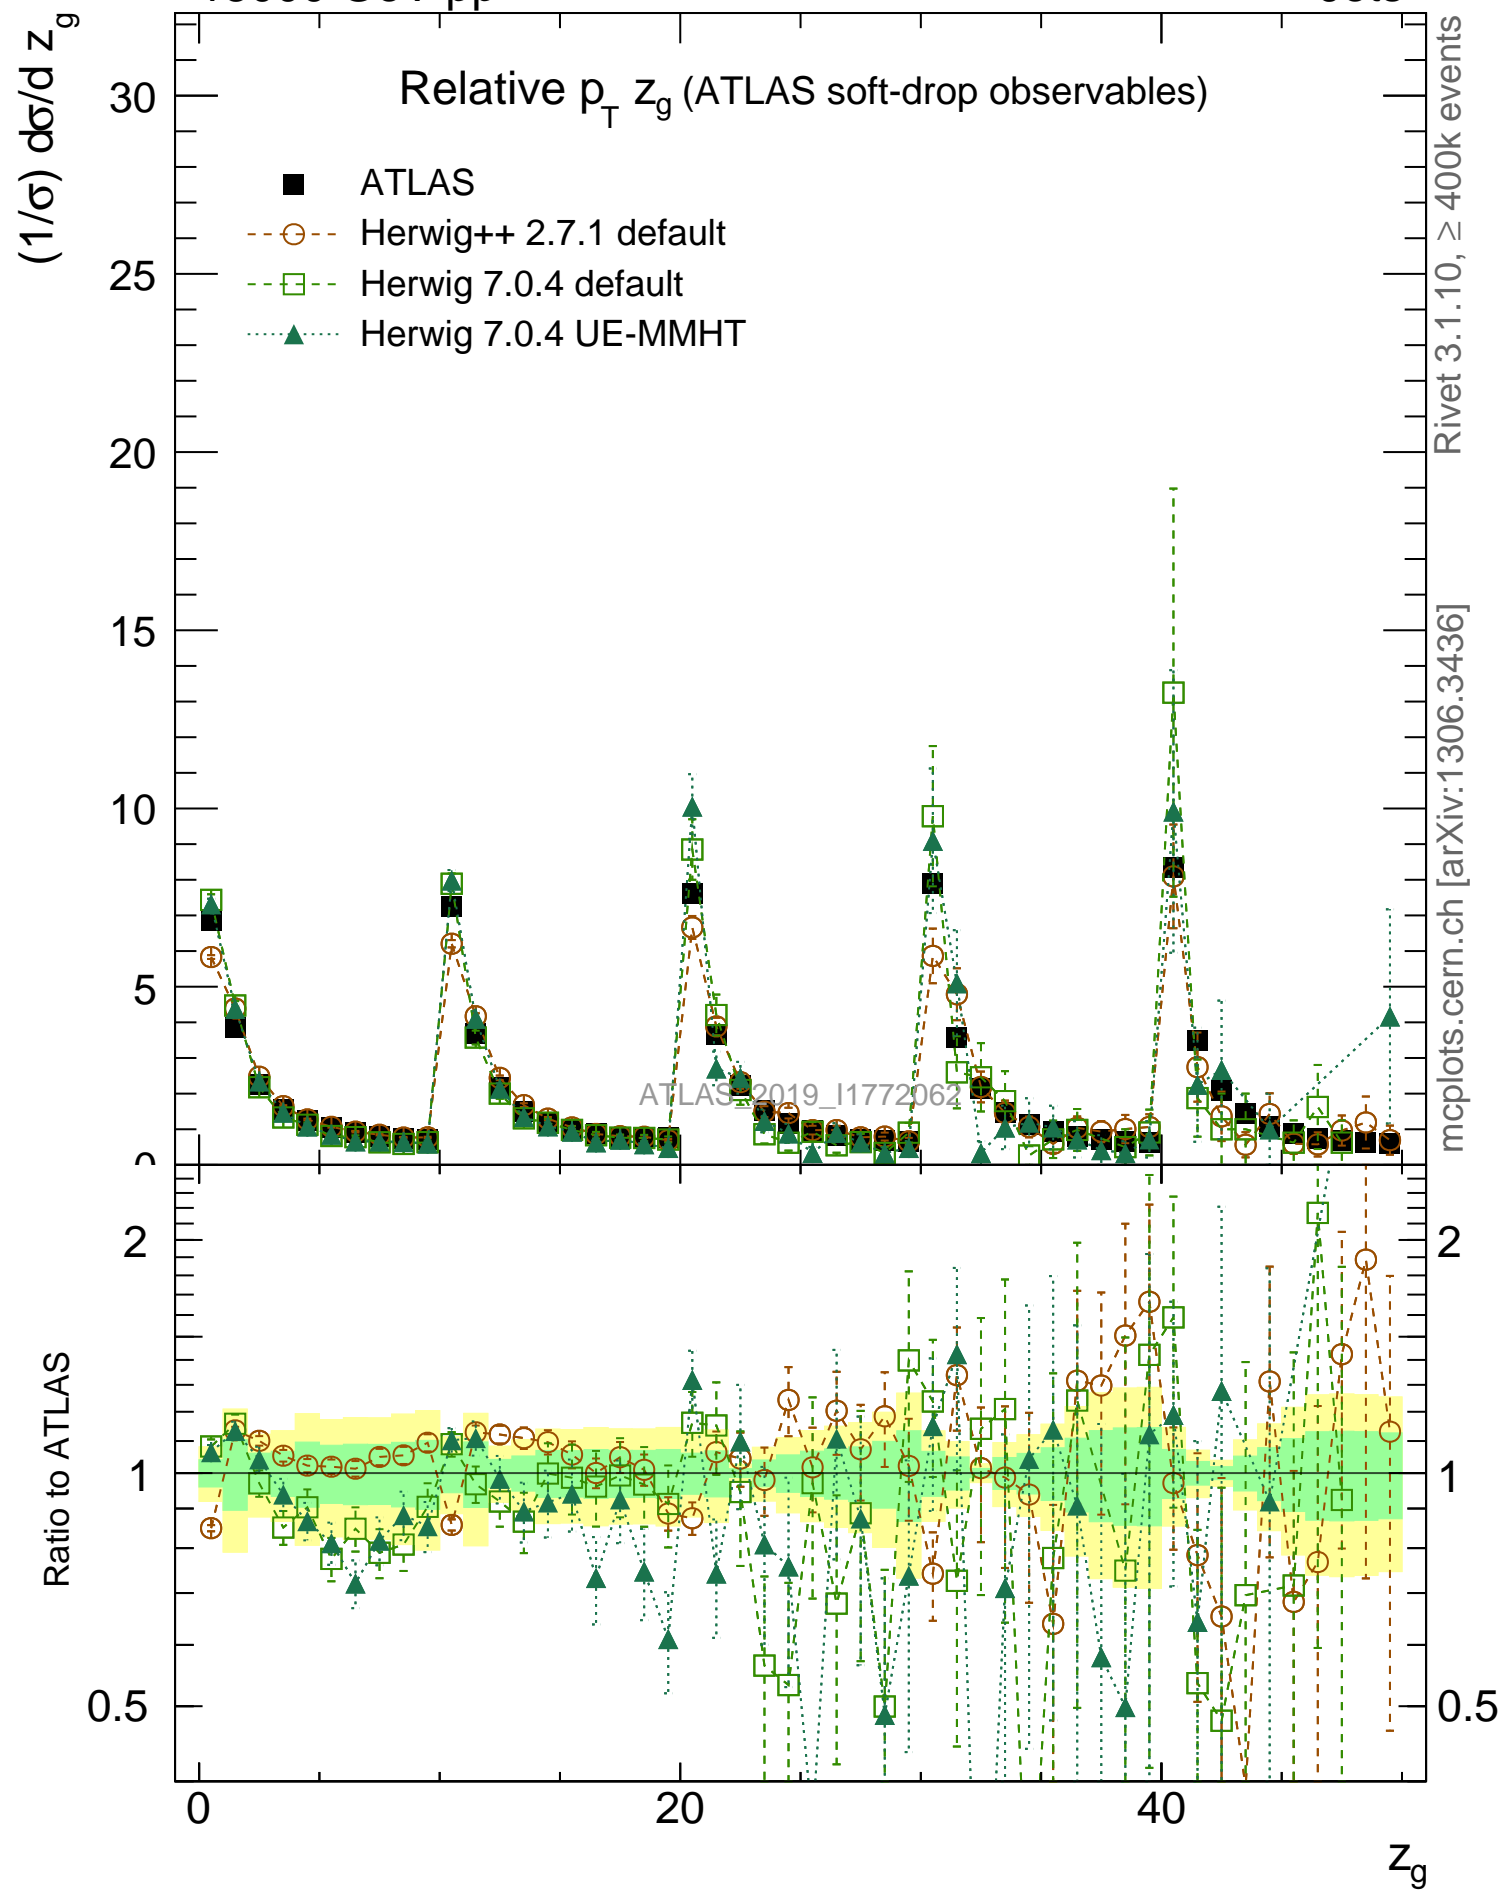 (1/σ) dσ/d z_g
Relative p_T z_g (ATLAS soft-drop observables)
ATLAS
Herwig++ 2.7.1 default
Herwig 7.0.4 default
Herwig 7.0.4 UE-MMHT
30
25
20
15
10
5
0
ATLAS_2019_I1772062
Rivet 3.1.10, ≥ 400k events
mcplots.cern.ch [arXiv:1306.3436]
Ratio to ATLAS
2
1
0.5
2
1
0.5
0
20
40
z_g